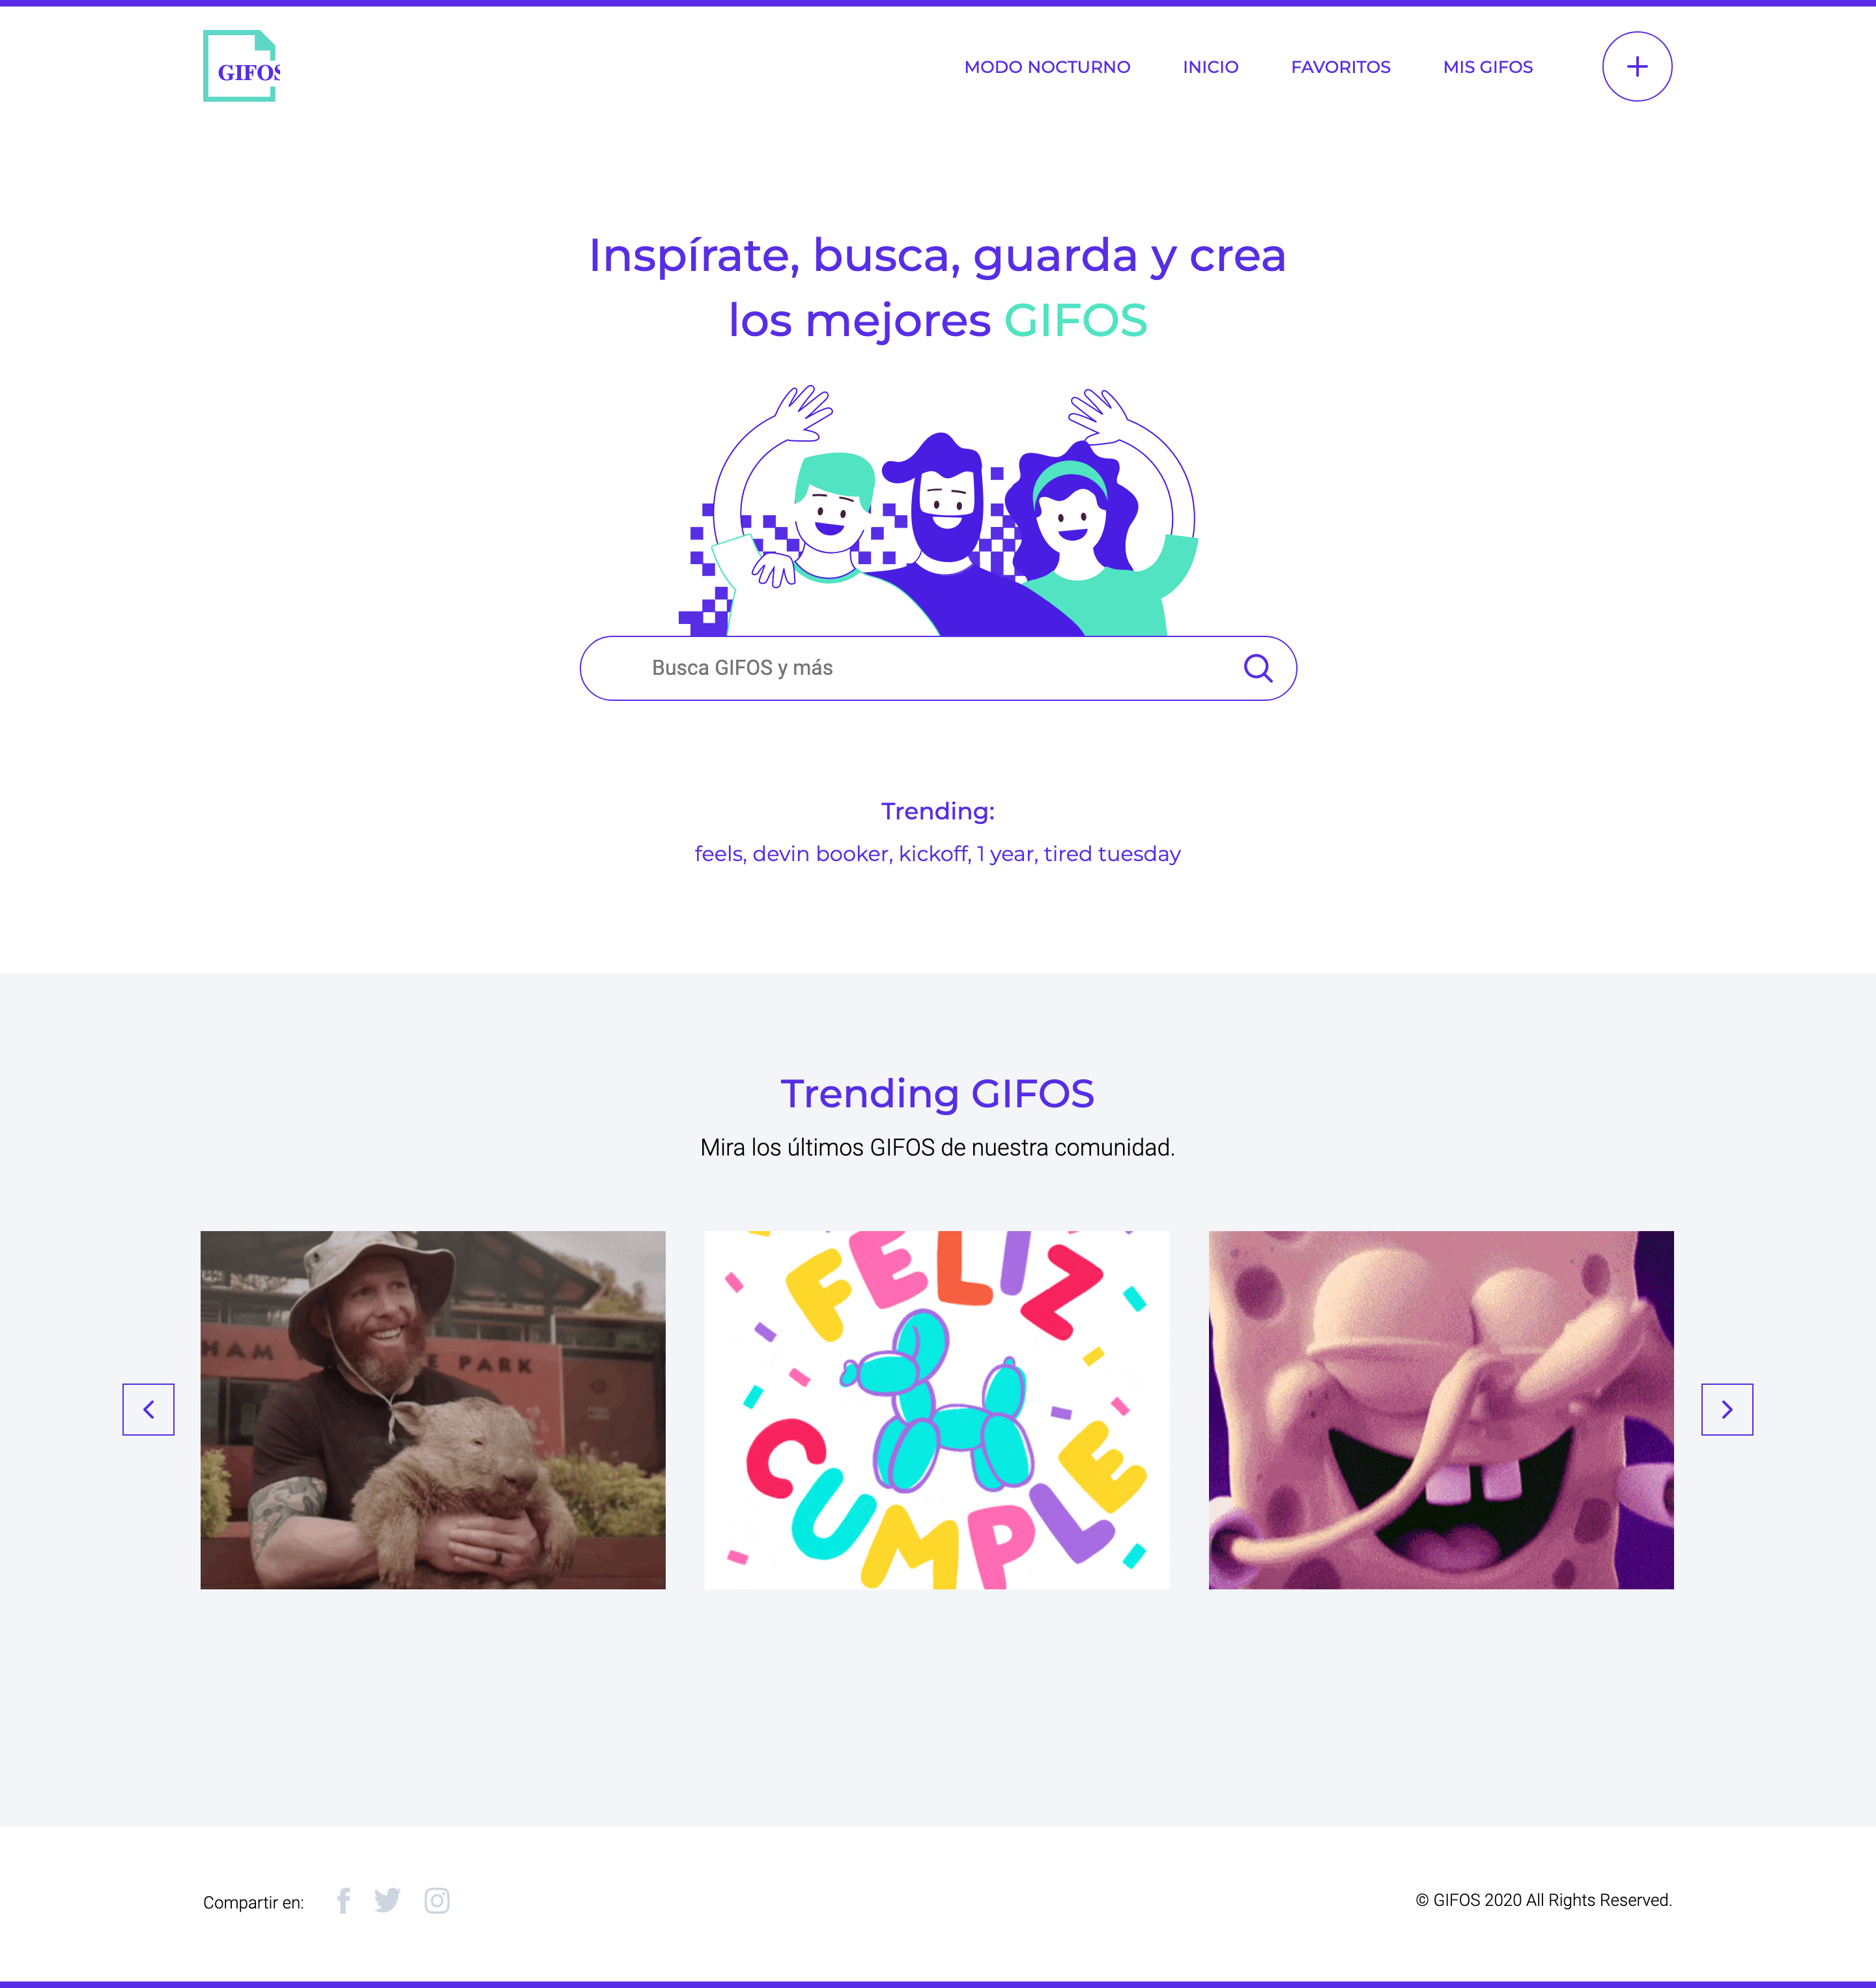 GIFOS
MODO NOCTURNO
INICIO
FAVORITOS
MIS GIFOS
Inspírate, busca, guarda y crea
los mejores GIFOS
Busca GIFOS y más
Trending:
feels, devin booker, kickoff, 1 year, tired tuesday
Trending GIFOS
Mira los últimos GIFOS de nuestra comunidad.
HAM PARK
FELIZ
CUMPLE
Compartir en:
© GIFOS 2020 All Rights Reserved.